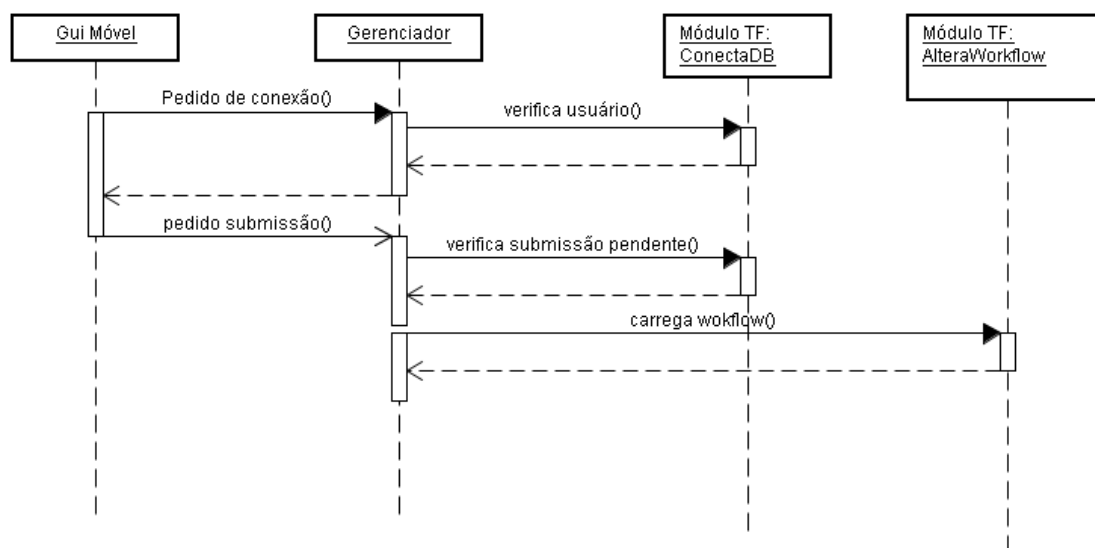 Gui Móvel
Gerenciador
Módulo TF:
ConectaDB
Módulo TF:
AlteraWorkflow
Pedido de conexão()
verifica usuário()
pedido submissão()
verifica submissão pendente()
carrega wokflow()